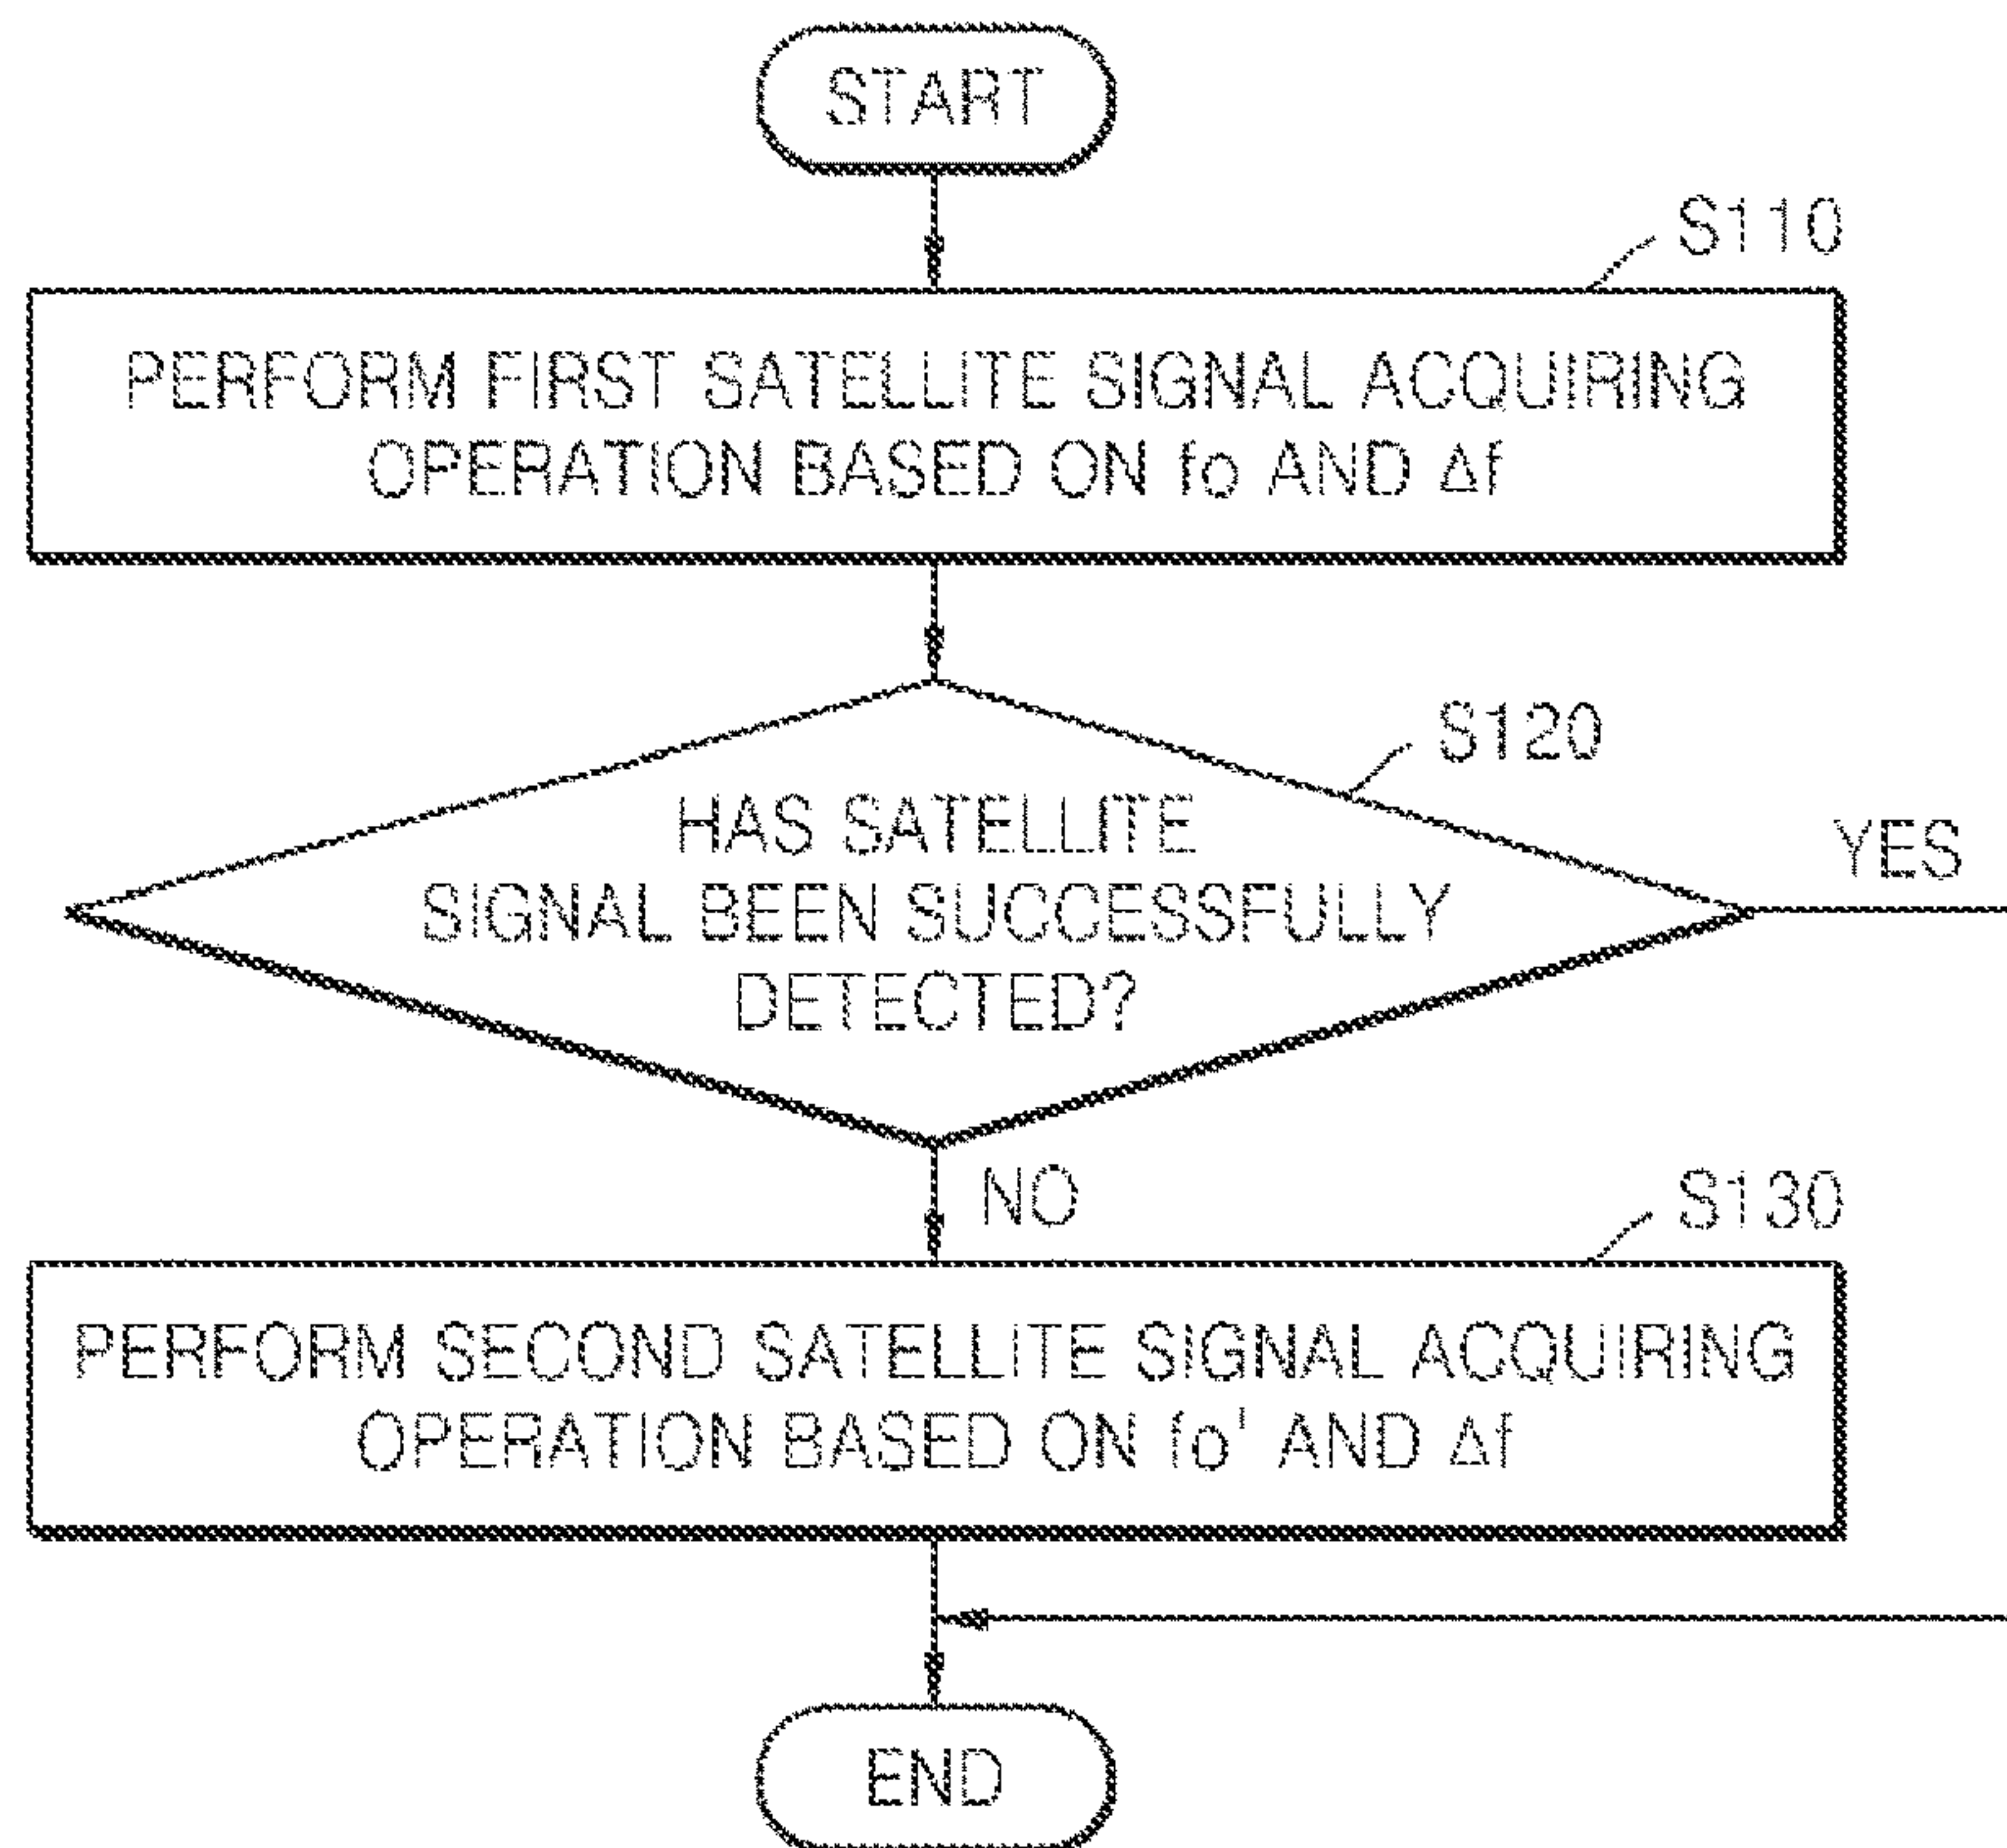 START
S110
PERFORM FIRST SATELLITE SIGNAL ACQUIRING
OPERATION BASED ON fo AND Δf
S120
HAS SATELLITE
SIGNAL BEEN SUCCESSFULLY
DETECTED?
YES
NO
S130
PERFORM SECOND SATELLITE SIGNAL ACQUIRING
OPERATION BASED ON fo' AND Δf
END